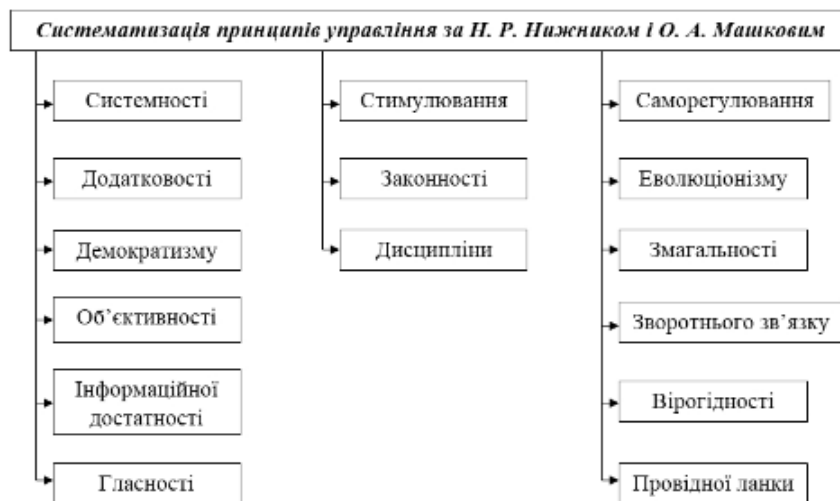 Систематизація принципів управління за Н. Р. Нижником і О. А. Машковим
Системності
Додатковості
Демократизму
Об’єктивності
Інформаційної
достатності
Гласності
Стимулювання
Законності
Дисципліни
Саморегулювання
Еволюціонізму
Змагальності
Зворотнього зв’язку
Вірогідності
Провідної ланки